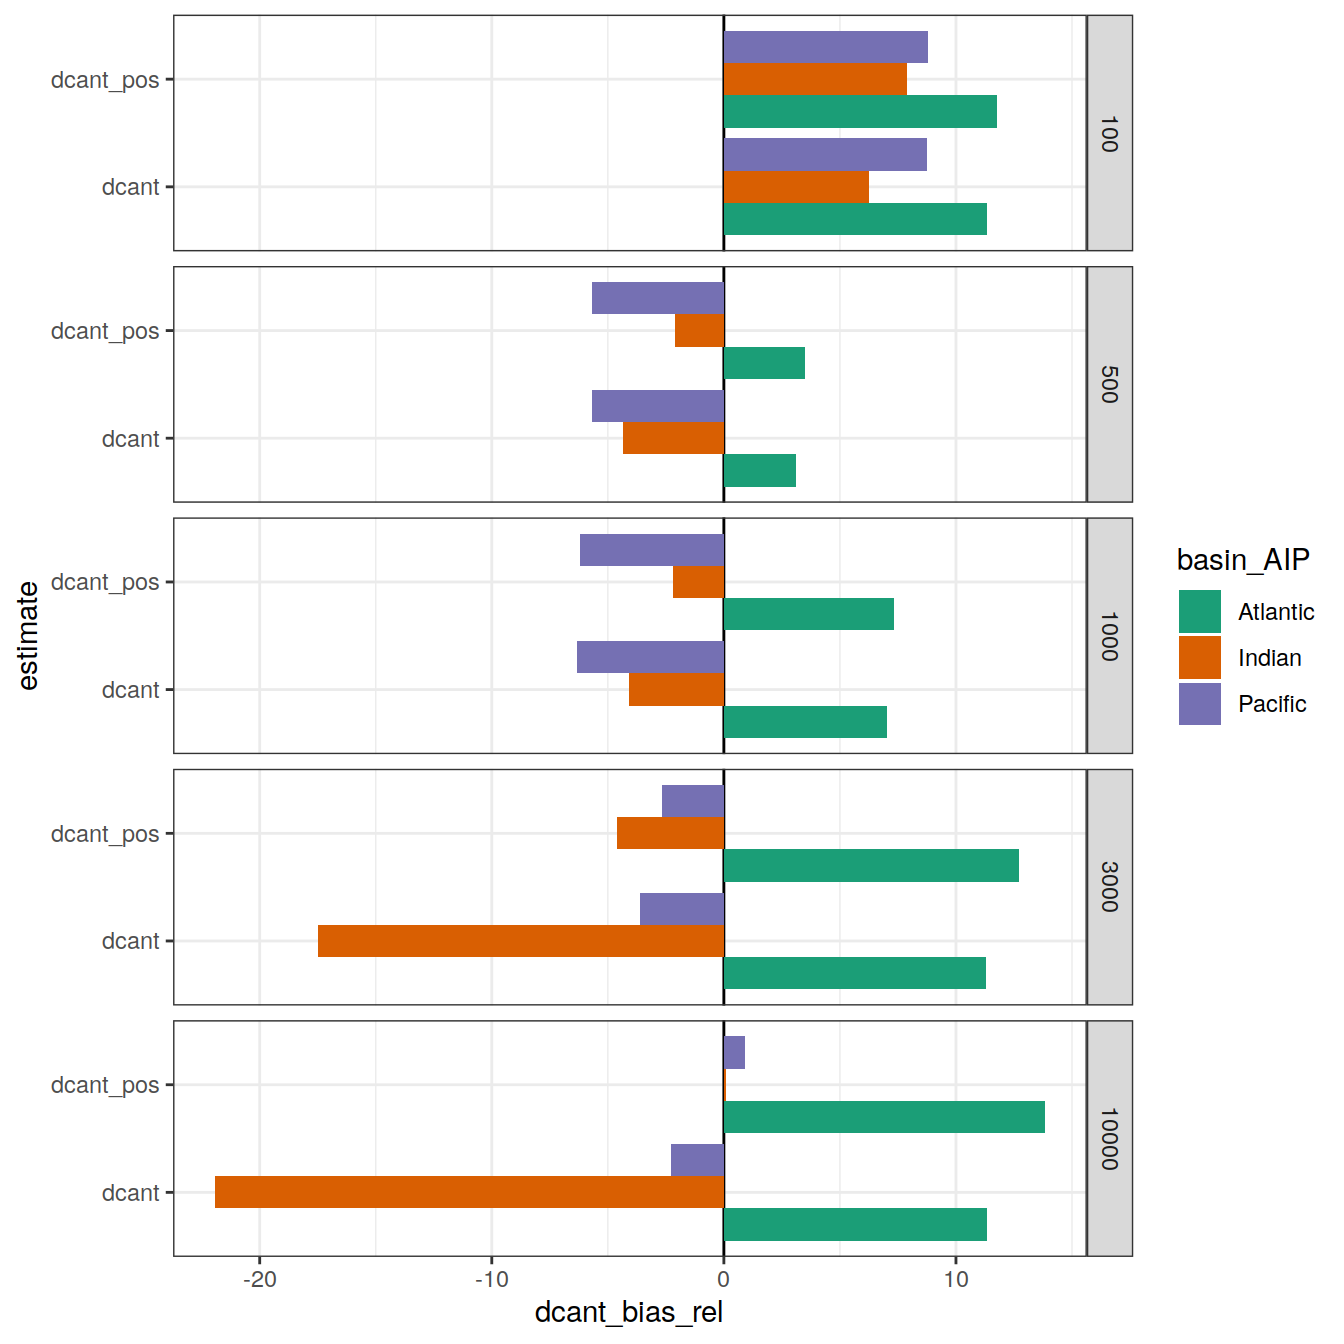 dcant_pos
dcant
100
dcant_pos
dcant
500
dcant_pos
dcant
1000
dcant_pos
dcant
3000
dcant_pos
dcant
10000
estimate
-20
-10
0
10
dcant_bias_rel
basin_AIP
Atlantic
Indian
Pacific